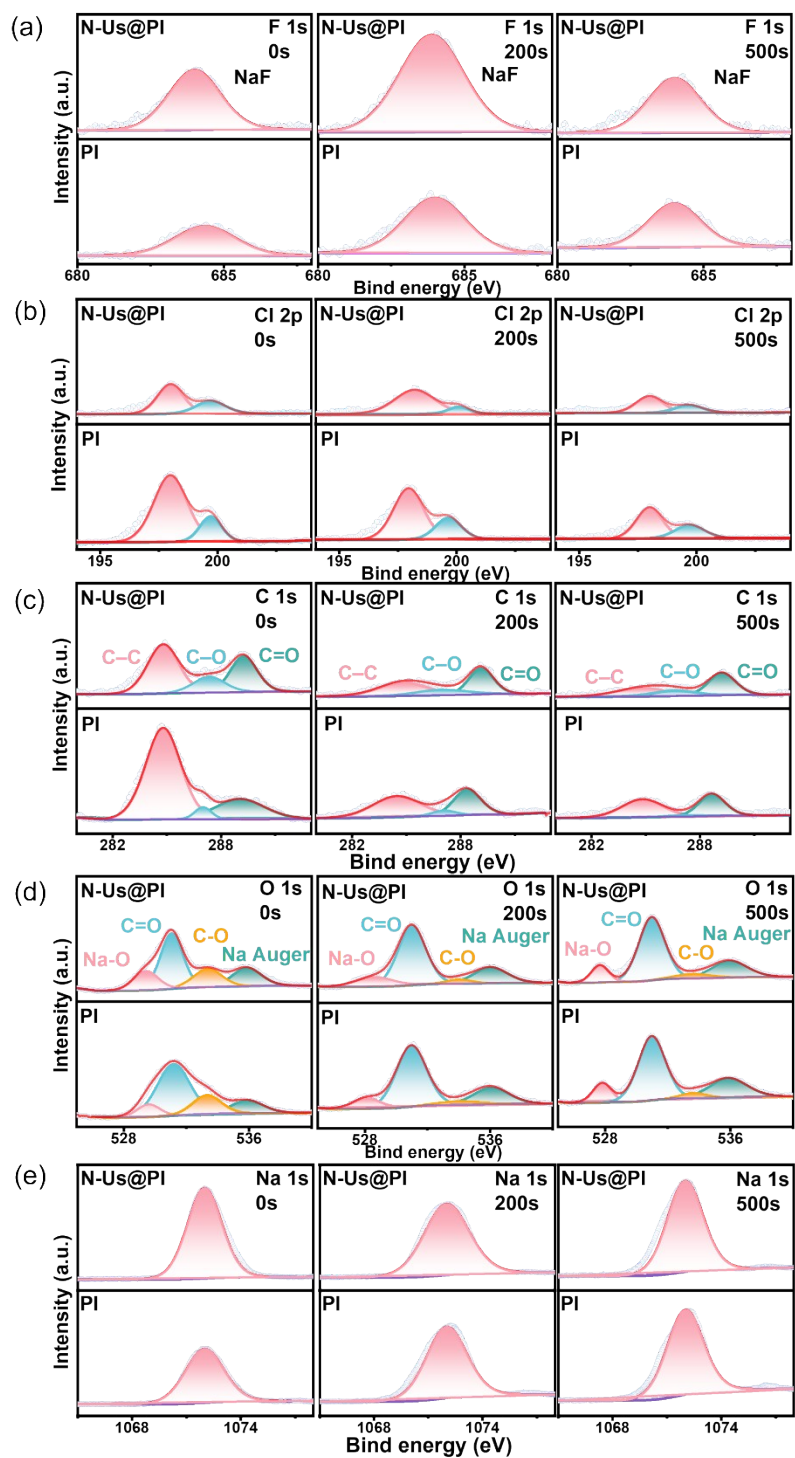 (a)
N-Us@PI
F 1s
0s
NaF
N-Us@PI
F 1s
200s
NaF
N-Us@PI
F 1s
500s
NaF
PI
PI
PI
Intensity (a.u.)
680
685
680
685
680
685
Bind energy (eV)
(b)
N-Us@PI
Cl 2p
0s
N-Us@PI
Cl 2p
200s
N-Us@PI
Cl 2p
500s
PI
PI
PI
Intensity (a.u.)
195
200
195
200
195
200
Bind energy (eV)
(c)
N-Us@PI
C 1s
0s
C–C
C–O
C=O
N-Us@PI
C 1s
200s
C–C
C–O
C=O
N-Us@PI
C 1s
500s
C–C
C–O
C=O
PI
PI
PI
Intensity (a.u.)
282
288
282
288
282
288
Bind energy (eV)
(d)
N-Us@PI
O 1s
0s
C=O
C-O
Na-O
Na Auger
N-Us@PI
O 1s
200s
C=O
Na Auger
Na-O
C-O
N-Us@PI
O 1s
500s
C=O
Na Auger
Na-O
C-O
PI
PI
PI
Intensity (a.u.)
528
536
528
536
528
536
Bind energy (eV)
(e)
N-Us@PI
Na 1s
0s
N-Us@PI
Na 1s
200s
N-Us@PI
Na 1s
500s
PI
PI
PI
Intensity (a.u.)
1068
1074
1068
1074
1068
1074
Bind energy (eV)